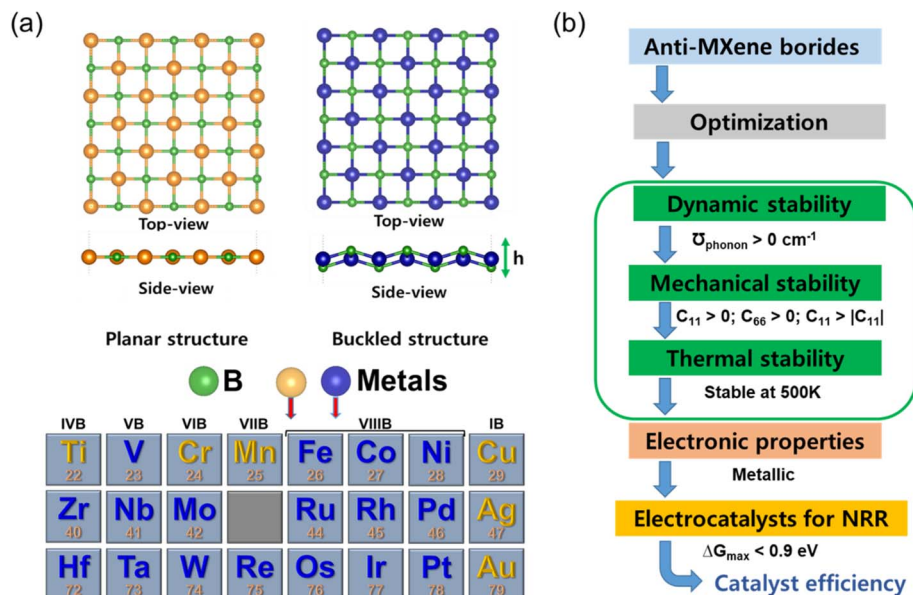 (a)
Top-view
Top-view
h
Side-view
Side-view
Planar structure
Buckled structure
B
Metals
IVB VB VIB VIIB VIIIB IB
Ti V Cr Mn Fe Co Ni Cu
22 23 24 25 26 27 28 29
Zr Nb Mo Ru Rh Pd Ag
40 41 42 44 45 46 47
Hf Ta W Re Os Ir Pt Au
72 73 74 75 76 77 78 79
(b)
Anti-MXene borides
Optimization
Dynamic stability
℧phonon > 0 cm⁻¹
Mechanical stability
C₁₁ > 0; C₆₆ > 0; C₁₁ > |C₁₁|
Thermal stability
Stable at 500K
Electronic properties
Metallic
Electrocatalysts for NRR
ΔGmax < 0.9 eV
Catalyst efficiency